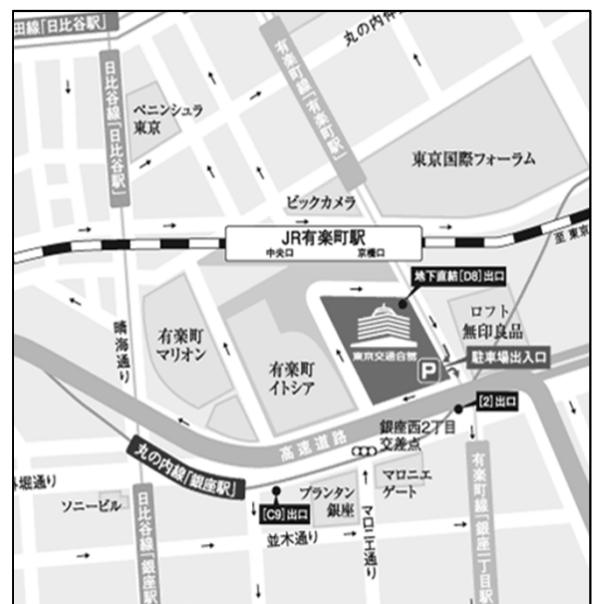 田線「日比谷駅」
日比谷線「日比谷駅」
有楽町線「有楽町駅」
ペニンシュラ
東京
東京国際フォーラム
ビックカメラ
JR有楽町駅
中央口
京橋口
至 東京
地下直結[D8]出口
晴海通り
有楽町
マリオン
有楽町
イトシア
東京交通会館
ロフト
無印良品
P
駐車場出入口
[2]出口
高速道路
銀座西2丁目
交差点
丸の内線「銀座駅」
外堀通り
ソニービル
[C9]出口
プランタン
銀座
マロニエ
ゲート
並木通り
マロニエ通り
日比谷線「銀座駅」
有楽町線「銀座一丁目駅」